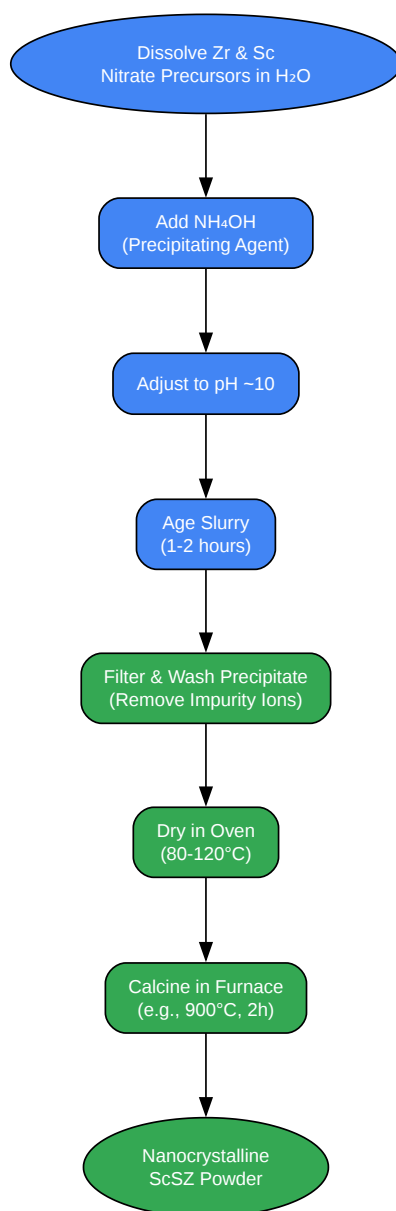 Dissolve Zr & Sc
Nitrate Precursors in H₂O
Add NH₄OH
(Precipitating Agent)
Adjust to pH ~10
Age Slurry
(1-2 hours)
Filter & Wash Precipitate
(Remove Impurity Ions)
Dry in Oven
(80-120°C)
Calcine in Furnace
(e.g., 900°C, 2h)
Nanocrystalline
ScSZ Powder